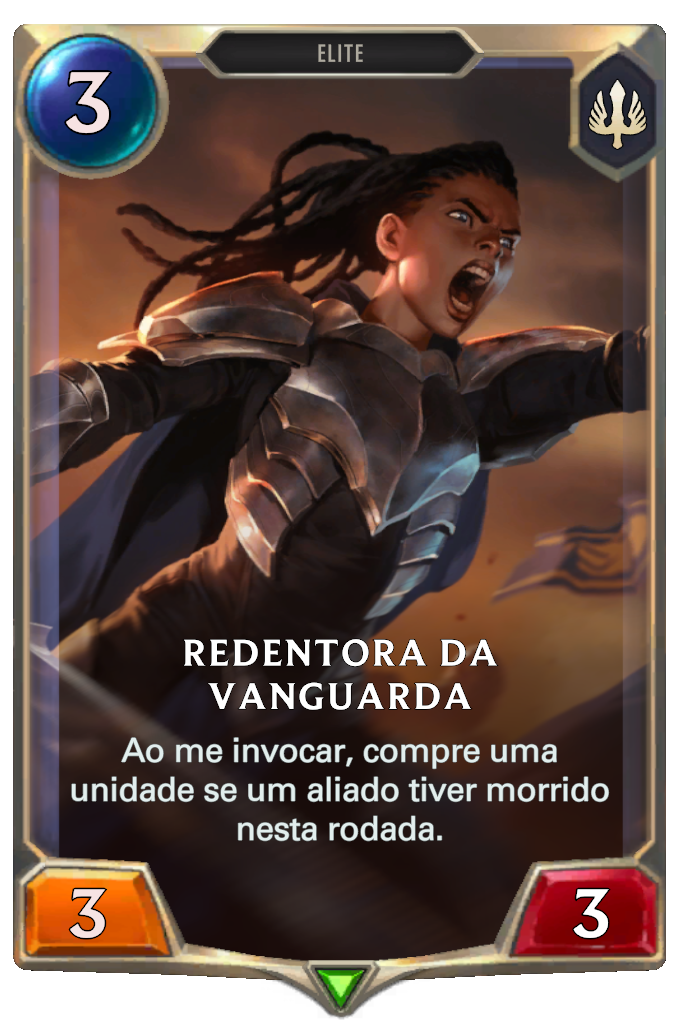 3
ELITE
REDENTORA DA
VANGUARDA
Ao me invocar, compre uma
unidade se um aliado tiver morrido
nesta rodada.
3
3